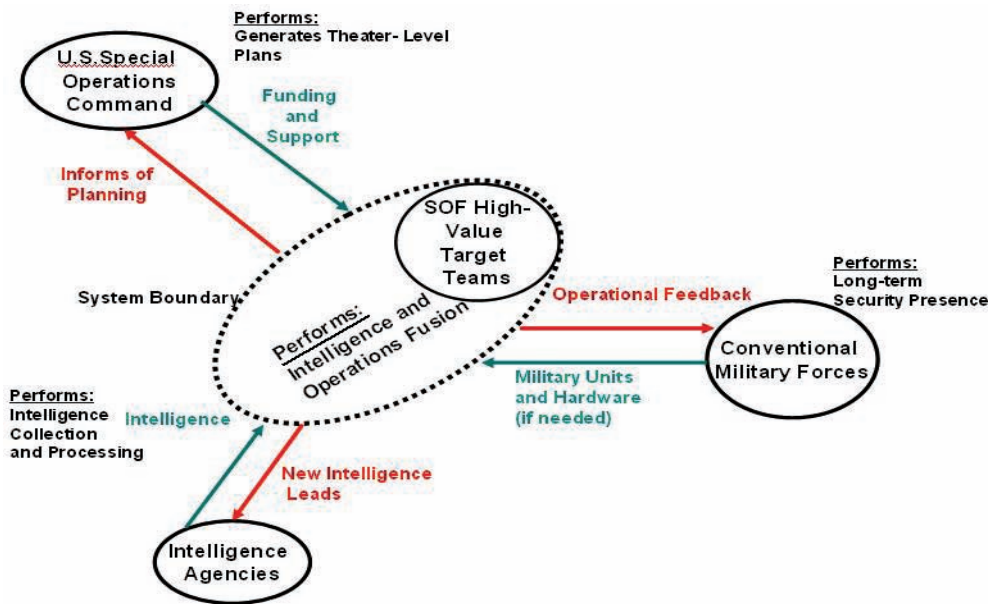 Performs:
Generates Theater- Level
Plans
U.S.Special
Operations
Command
Funding
and
Support
Informs of
Planning
SOF High-
Value
Target
Teams
System Boundary
Performs:
Intelligence and
Operations Fusion
Operational Feedback
Performs:
Long-term
Security Presence
Conventional
Military Forces
Military Units
and Hardware
(if needed)
Performs:
Intelligence
Collection
and Processing
Intelligence
New Intelligence
Leads
Intelligence
Agencies